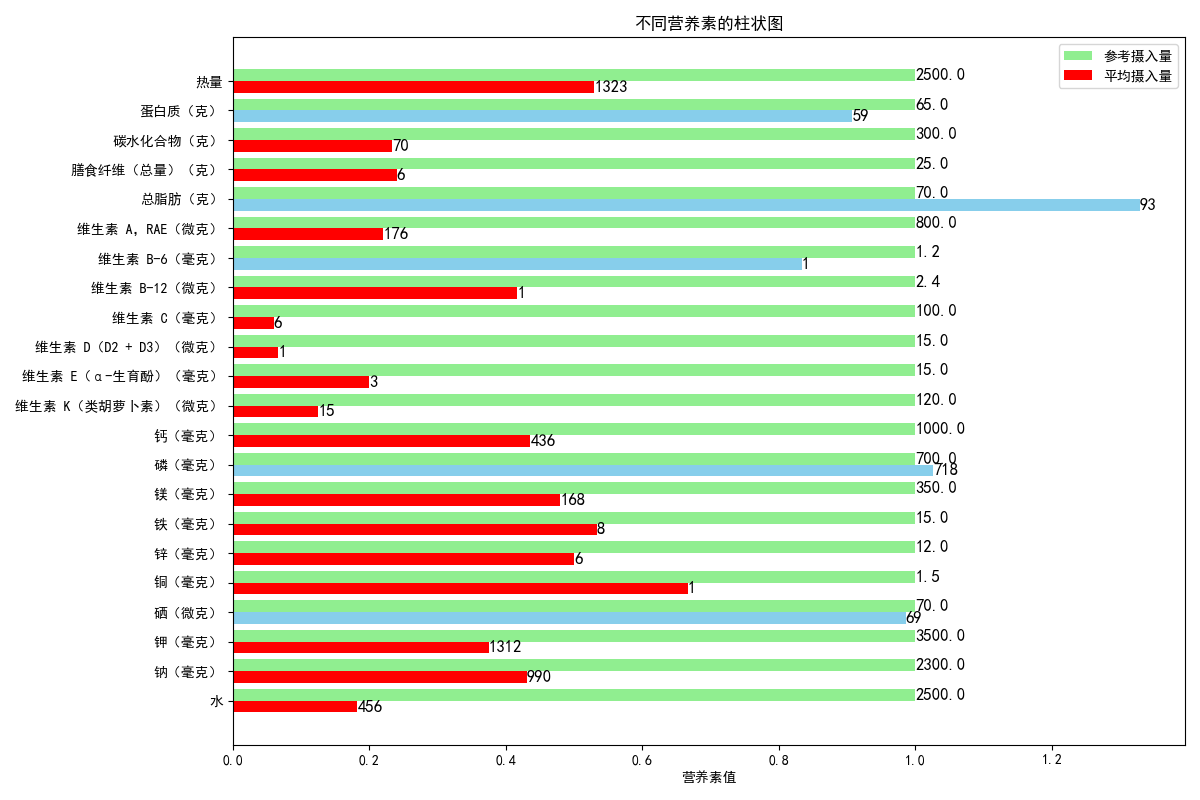 不同营养素的柱状图
参考摄入量
平均摄入量
热量 2500.0
1323
蛋白质（克） 65.0
59
碳水化合物（克） 300.0
70
膳食纤维（总量）（克） 25.0
6
总脂肪（克） 70.0
93
维生素 A，RAE（微克） 800.0
176
维生素 B-6（毫克） 1.2
1
维生素 B-12（微克） 2.4
1
维生素 C（毫克） 100.0
6
维生素 D（D2 + D3）（微克） 15.0
1
维生素 E（α-生育酚）（毫克） 15.0
3
维生素 K（类胡萝卜素）（微克） 120.0
15
钙（毫克） 1000.0
436
磷（毫克） 700.0
718
镁（毫克） 350.0
168
铁（毫克） 15.0
8
锌（毫克） 12.0
6
铜（毫克） 1.5
1
硒（微克） 70.0
69
钾（毫克） 3500.0
1312
钠（毫克） 2300.0
990
水 2500.0
456
0.0 0.2 0.4 0.6 0.8 1.0 1.2
营养素值